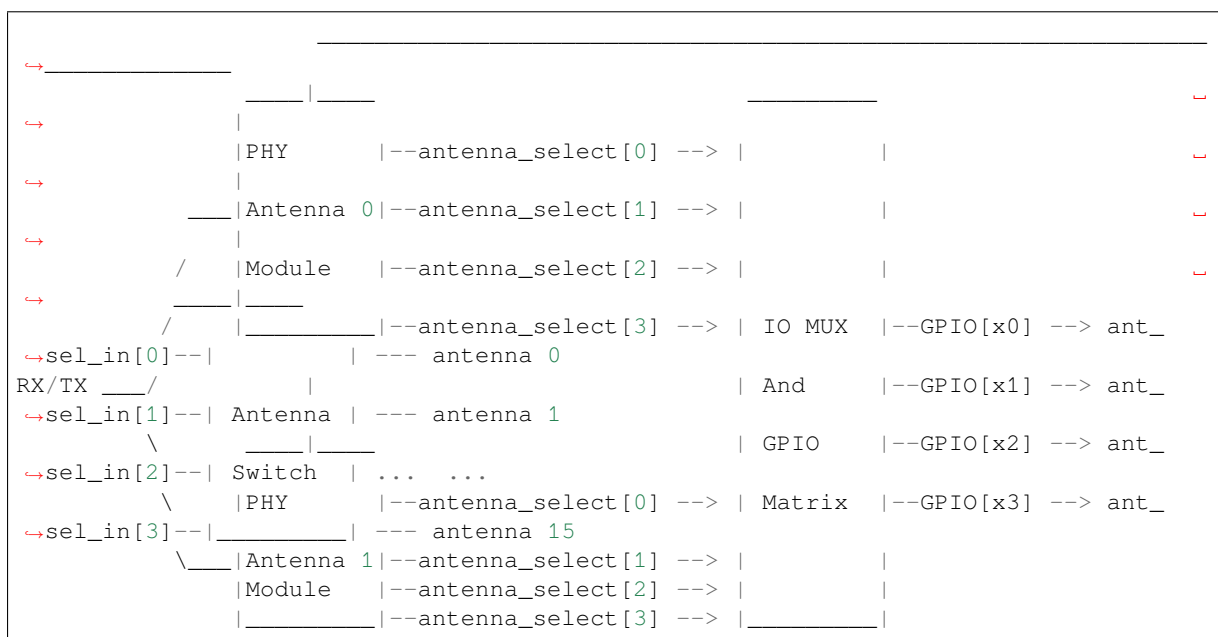 ______________________________________________________________
↪_____________
                ____|____                          _________                      ␣
↪               |
                |PHY      |--antenna_select[0] --> |         |                     ␣
↪               |
            ___|Antenna 0|--antenna_select[1] --> |         |                     ␣
↪               |
           /    |Module   |--antenna_select[2] --> |         |                     ␣
↪          ____|____
          /     |_________|--antenna_select[3] --> | IO MUX  |--GPIO[x0] --> ant_
↪sel_in[0]--|         | --- antenna 0
RX/TX ___/          |                              | And     |--GPIO[x1] --> ant_
↪sel_in[1]--| Antenna | --- antenna 1
         \      ____|____                          | GPIO    |--GPIO[x2] --> ant_
↪sel_in[2]--| Switch  | ...  ...
          \     |PHY      |--antenna_select[0] --> | Matrix  |--GPIO[x3] --> ant_
↪sel_in[3]--|_________| --- antenna 15
           \___|Antenna 1|--antenna_select[1] --> |         |
                |Module   |--antenna_select[2] --> |         |
                |_________|--antenna_select[3] --> |_________|